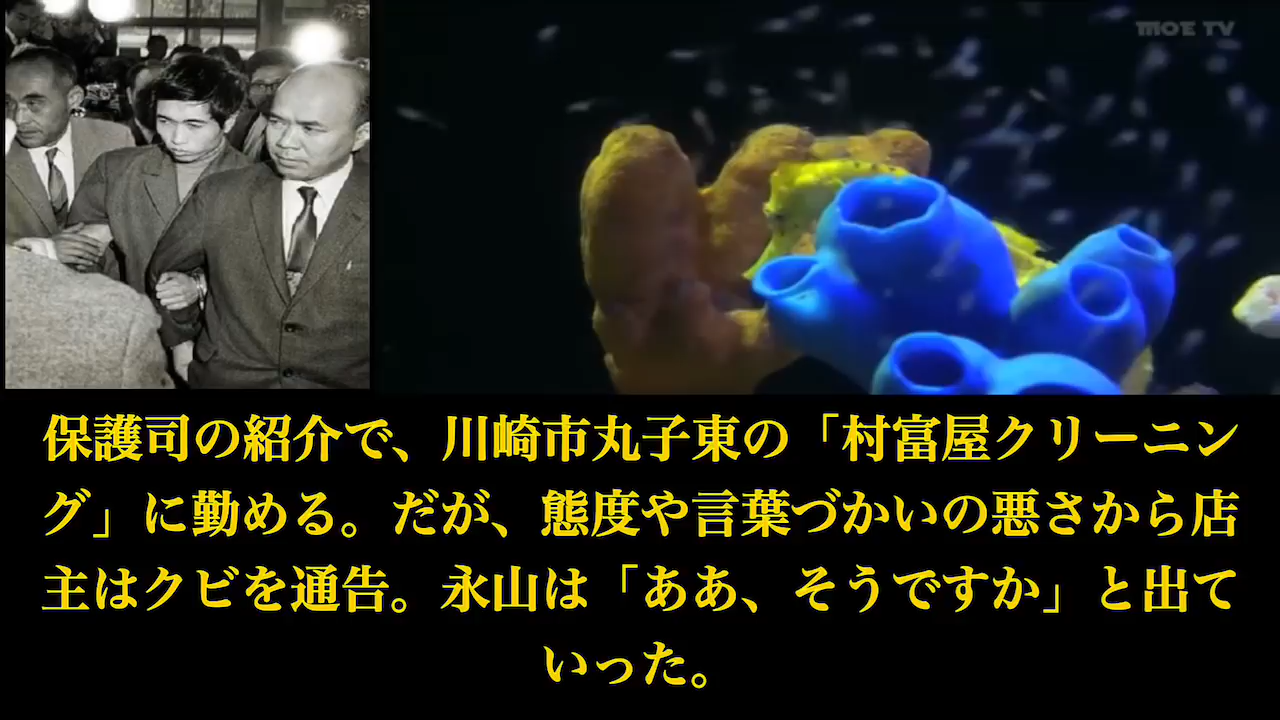 MOE TV
保護司の紹介で、川崎市丸子東の「村富屋クリーニン
グ」に勤める。だが、態度や言葉づかいの悪さから店
主はクビを通告。永山は「ああ、そうですか」と出て
いった。